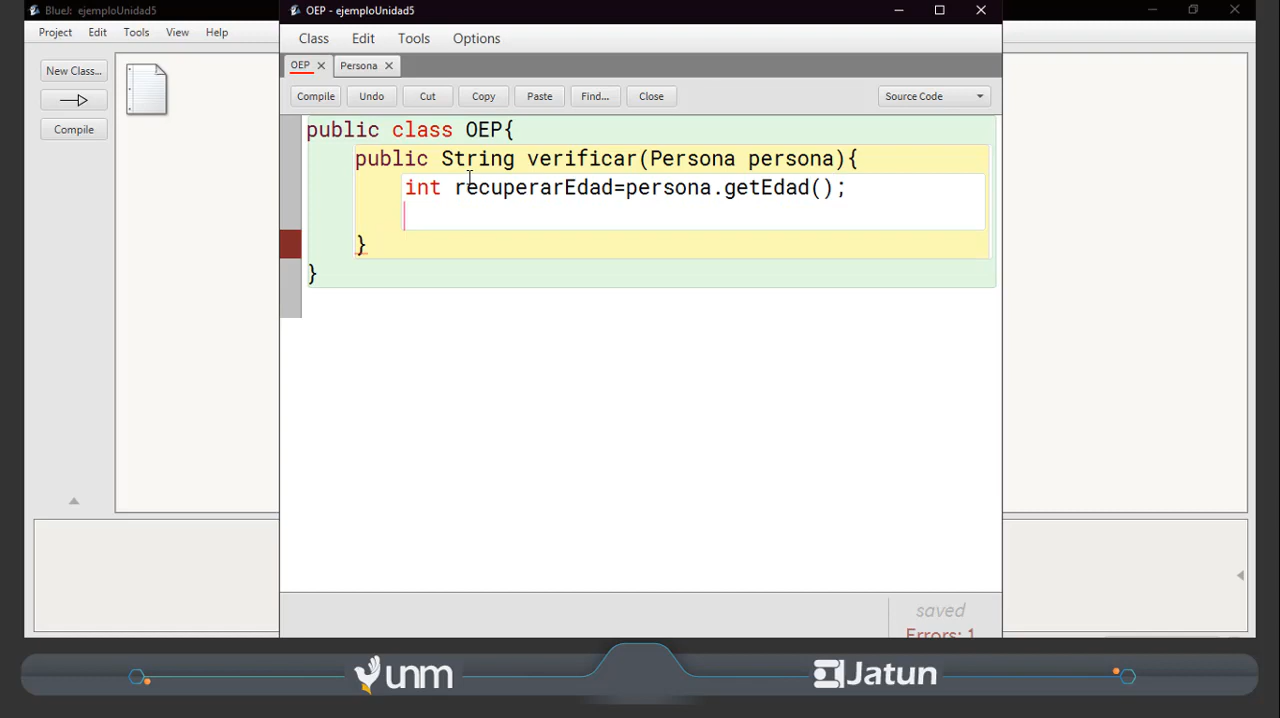 BlueJ: ejemploUnidad5
Project Edit Tools View Help
New Class...
Compile
OEP - ejemploUnidad5
Class Edit Tools Options
OEP Persona
Compile Undo Cut Copy Paste Find... Close Source Code
public class OEP{
public String verificar(Persona persona){
int recuperarEdad=persona.getEdad();
}
}
saved
Errors: 1
unm
Jatun